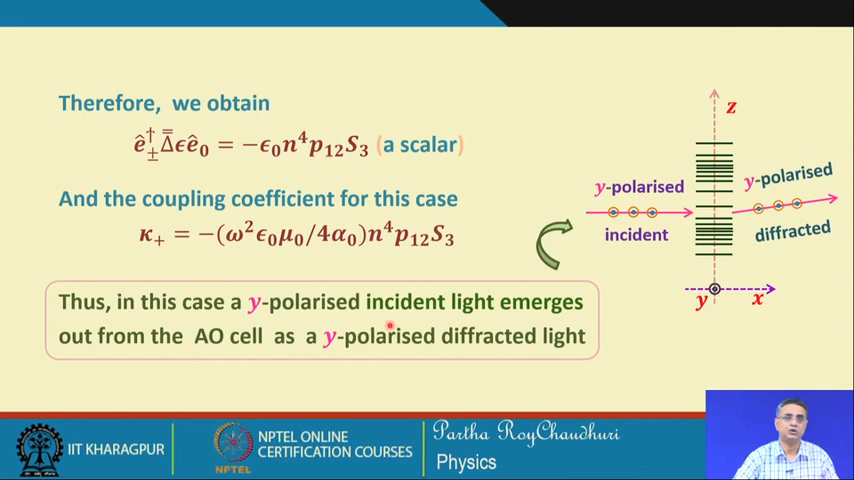 Therefore, we obtain
ê±† Δ̿ϵ ê₀ = −ϵ₀n⁴p₁₂S₃ (a scalar)
And the coupling coefficient for this case
κ₊ = −(ω²ϵ₀μ₀/4α₀)n⁴p₁₂S₃
Thus, in this case a y-polarised incident light emerges
out from the AO cell as a y-polarised diffracted light
z
y-polarised
incident
y-polarised
diffracted
y
x
IIT KHARAGPUR
NPTEL
NPTEL ONLINE
CERTIFICATION COURSES
Partha RoyChaudhuri
Physics